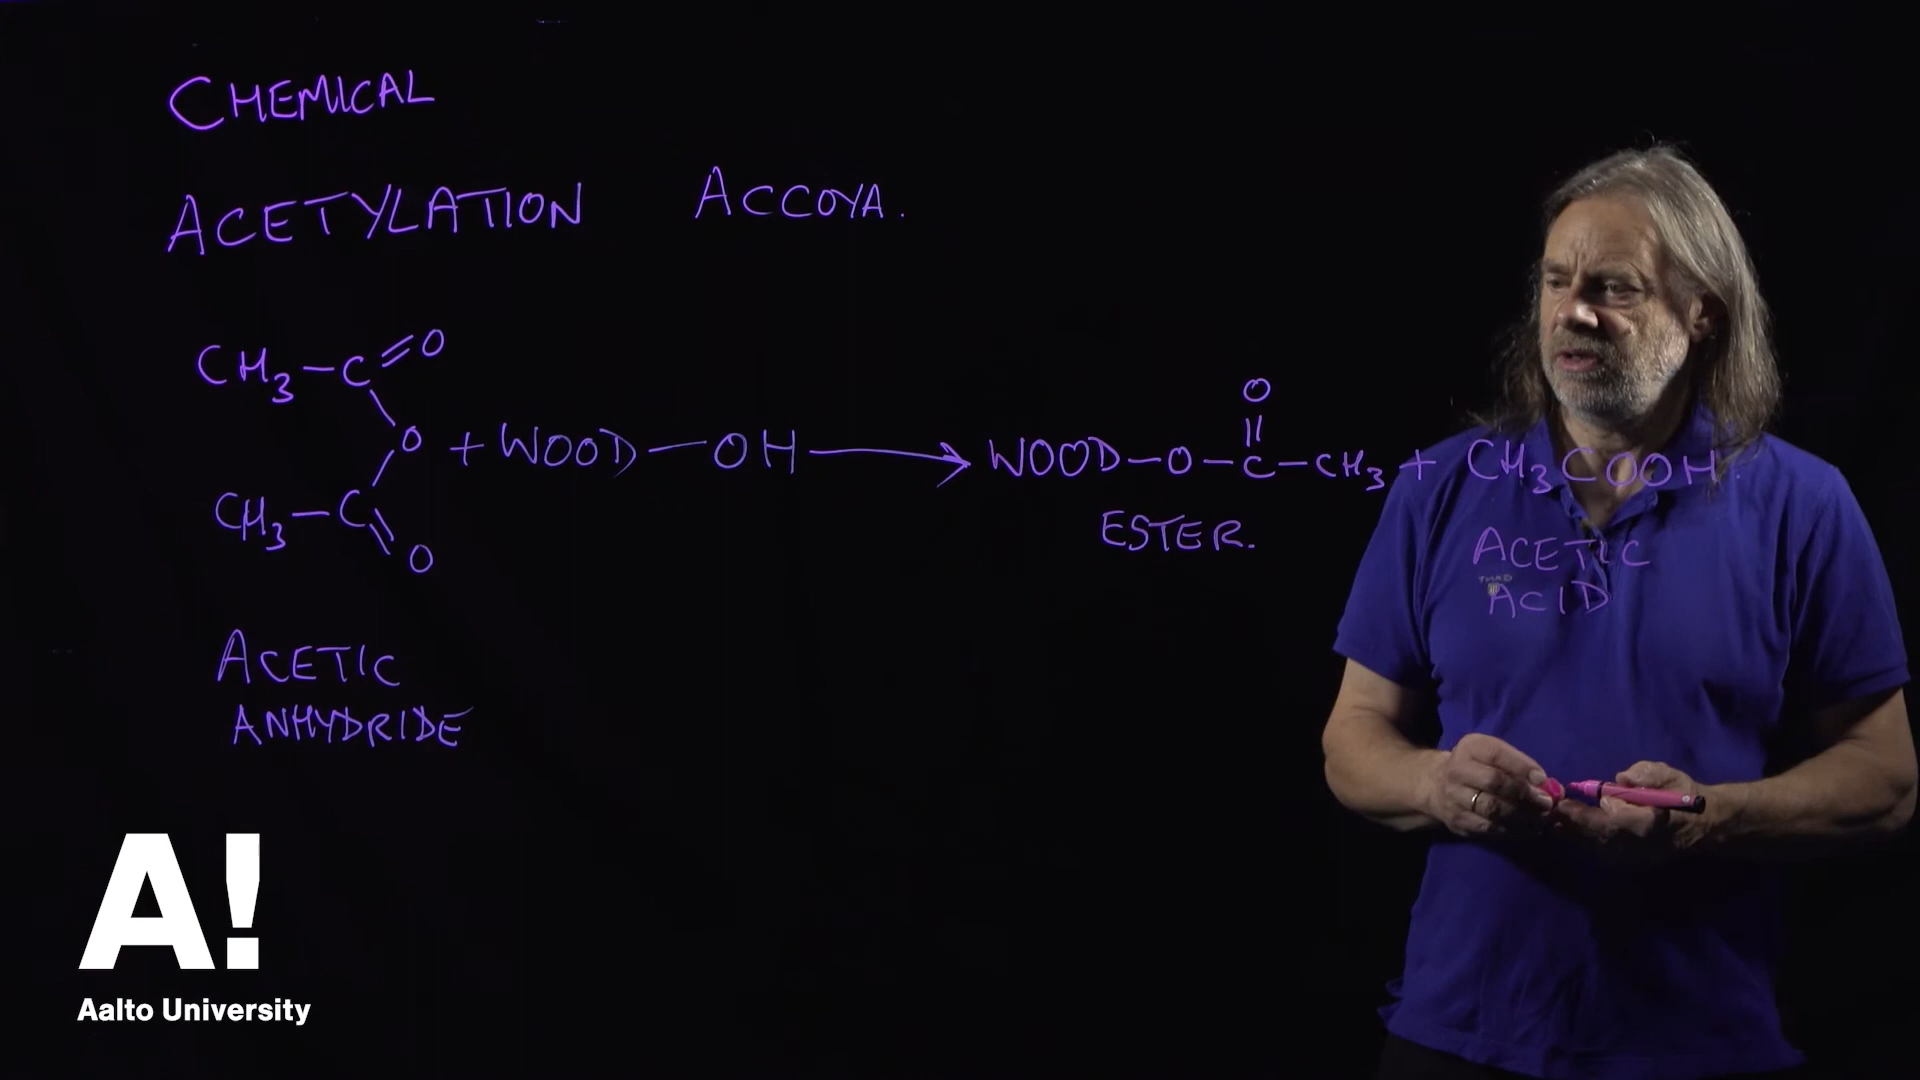 CHEMICAL
ACETYLATION ACCOYA.
CH3-C=O
O + WOOD-OH → WOOD-O-C-CH3 + CH3COOH.
O
CH3-C
O
ESTER.
ACETIC
ACID
ACETIC
ANHYDRIDE
A!
Aalto University